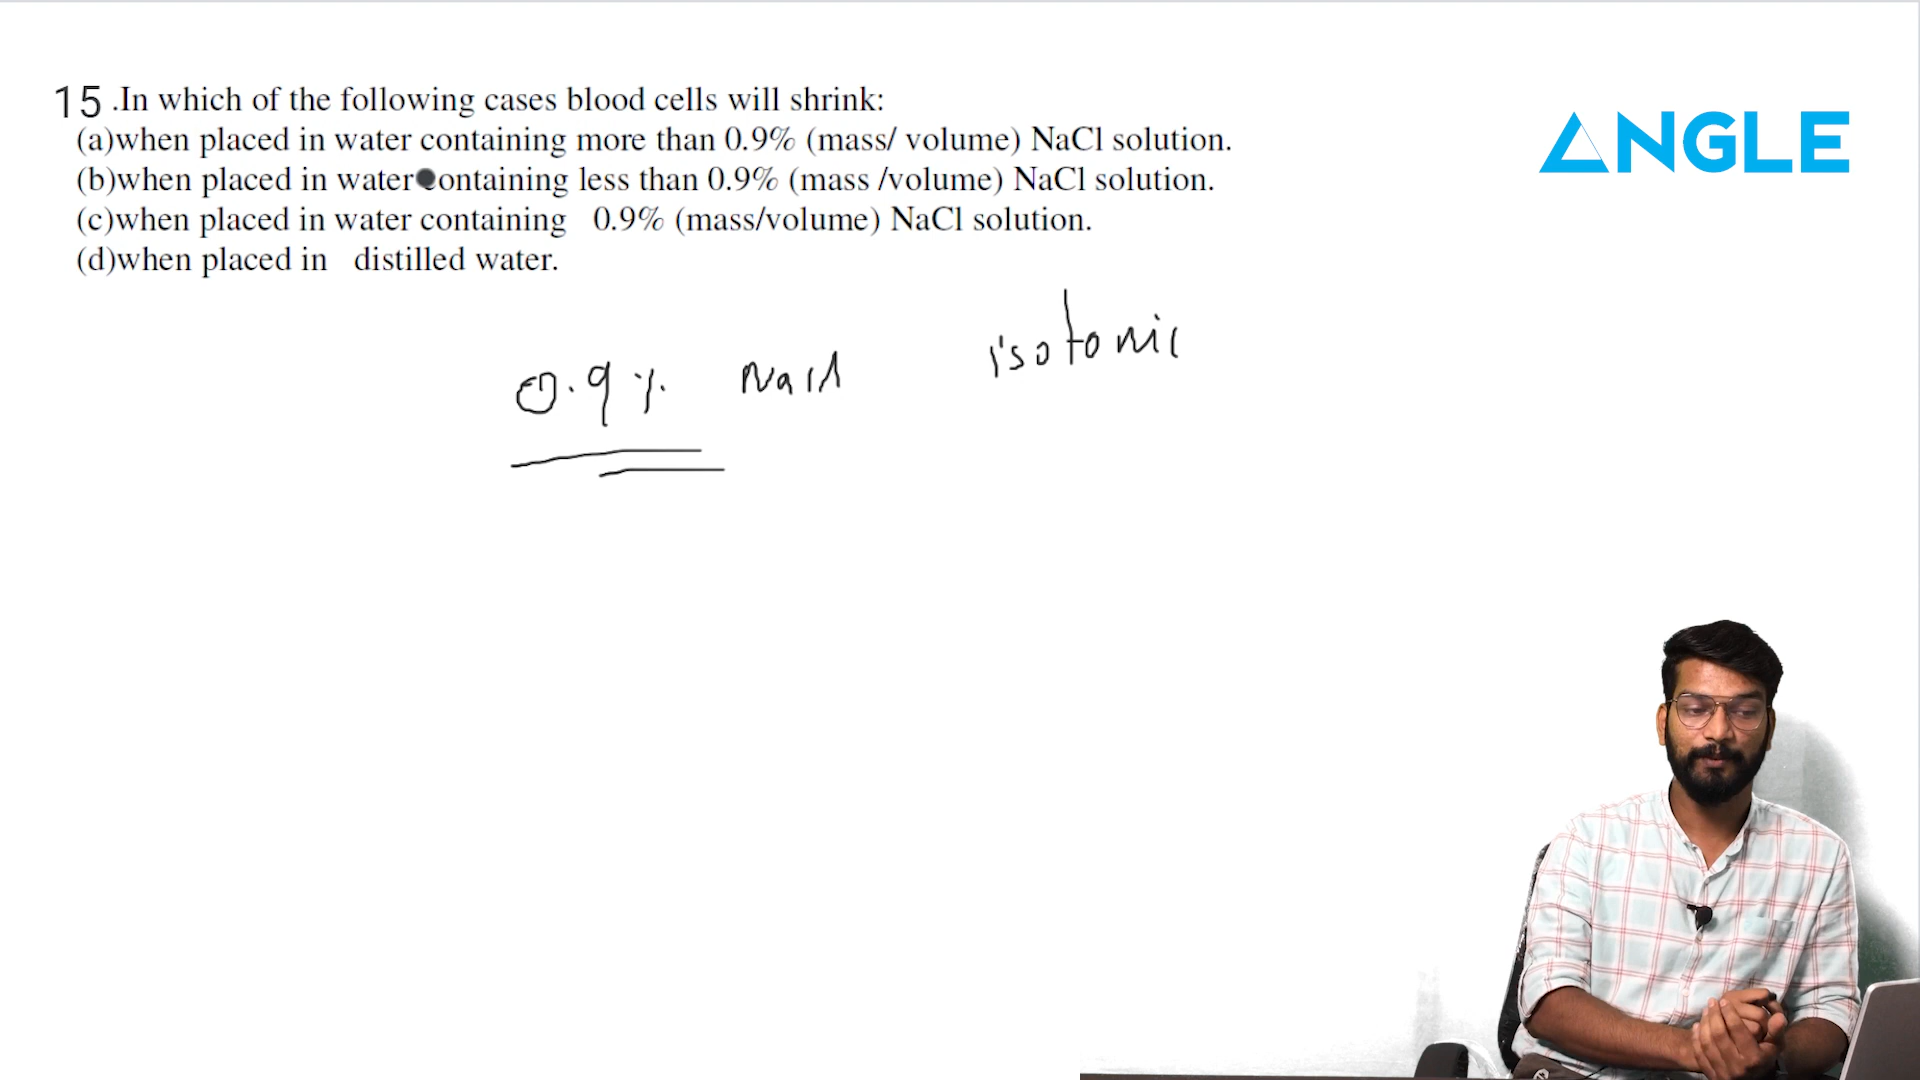 15 .In which of the following cases blood cells will shrink:
(a)when placed in water containing more than 0.9% (mass/ volume) NaCl solution.
(b)when placed in water containing less than 0.9% (mass /volume) NaCl solution.
(c)when placed in water containing 0.9% (mass/volume) NaCl solution.
(d)when placed in distilled water.
ANGLE
0.9% NaCl isotonic